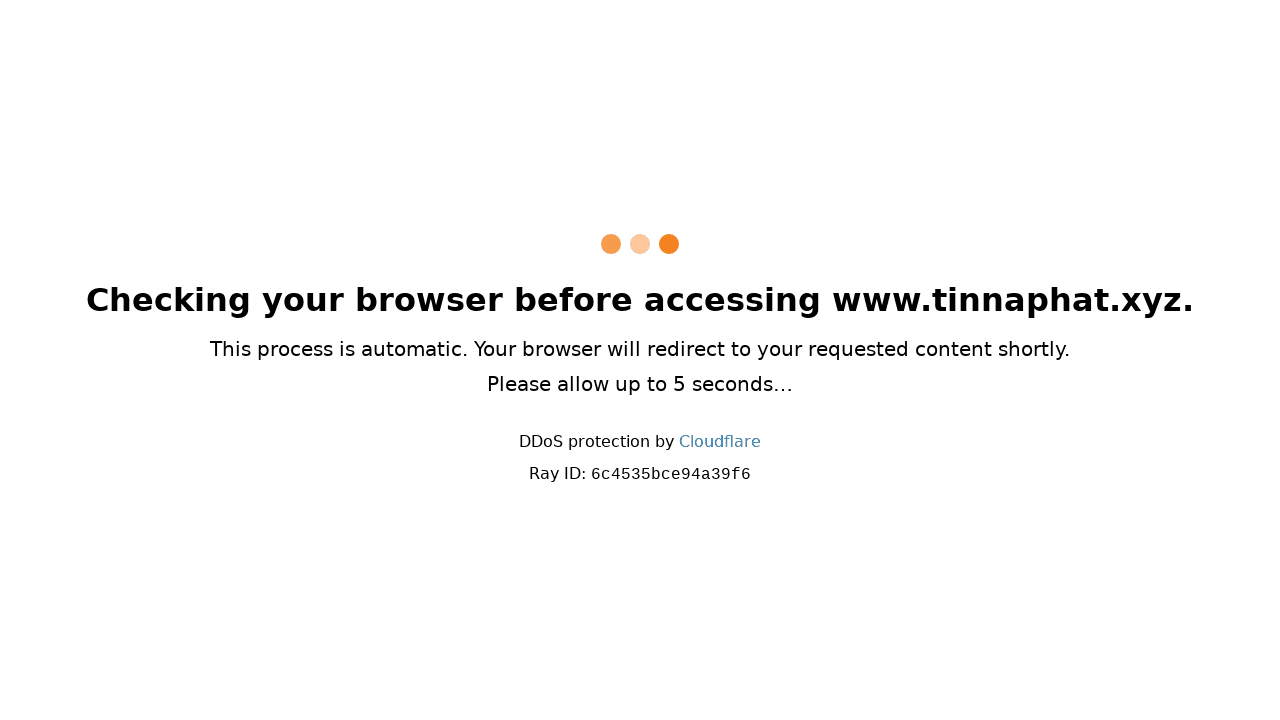 Checking your browser before accessing www.tinnaphat.xyz.
This process is automatic. Your browser will redirect to your requested content shortly.
Please allow up to 5 seconds…
DDoS protection by Cloudflare
Ray ID: 6c4535bce94a39f6